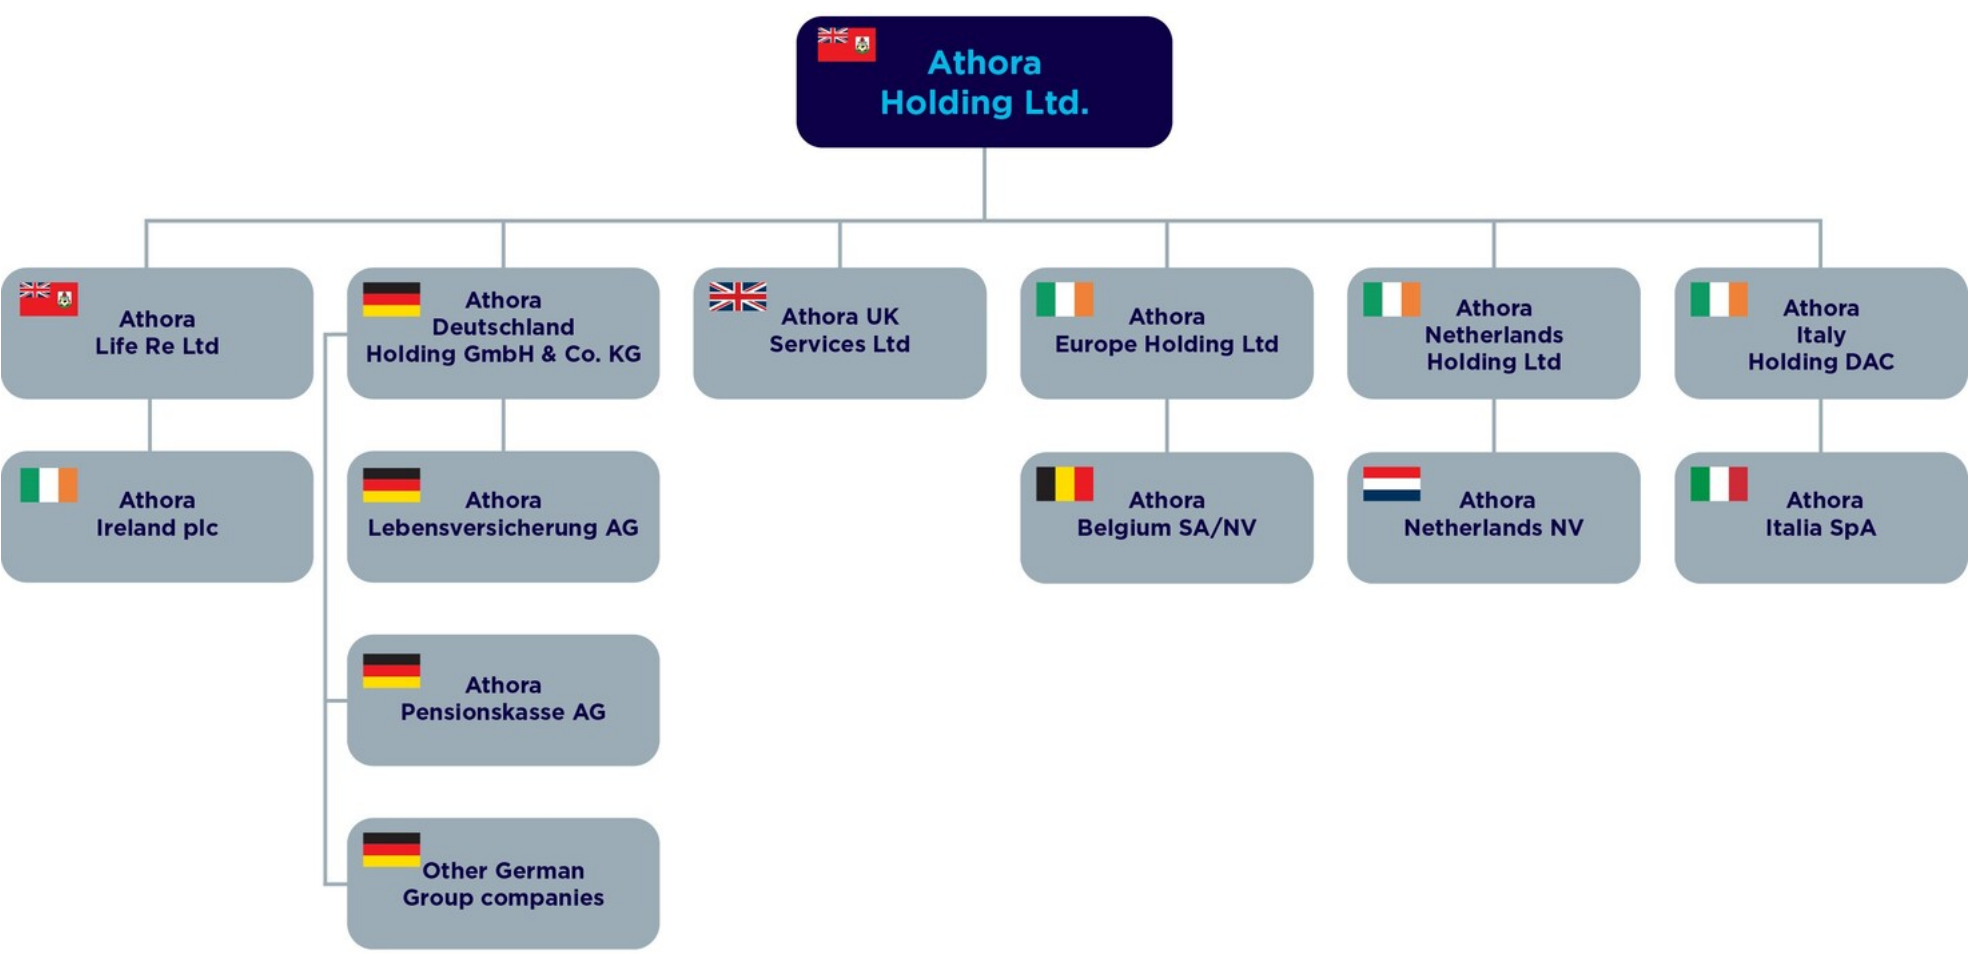 Athora
Holding Ltd.
Athora
Life Re Ltd
Athora
Deutschland
Holding GmbH & Co. KG
Athora UK
Services Ltd
Athora
Europe Holding Ltd
Athora
Netherlands
Holding Ltd
Athora
Italy
Holding DAC
Athora
Ireland plc
Athora
Lebensversicherung AG
Athora
Belgium SA/NV
Athora
Netherlands NV
Athora
Italia SpA
Athora
Pensionskasse AG
Other German
Group companies